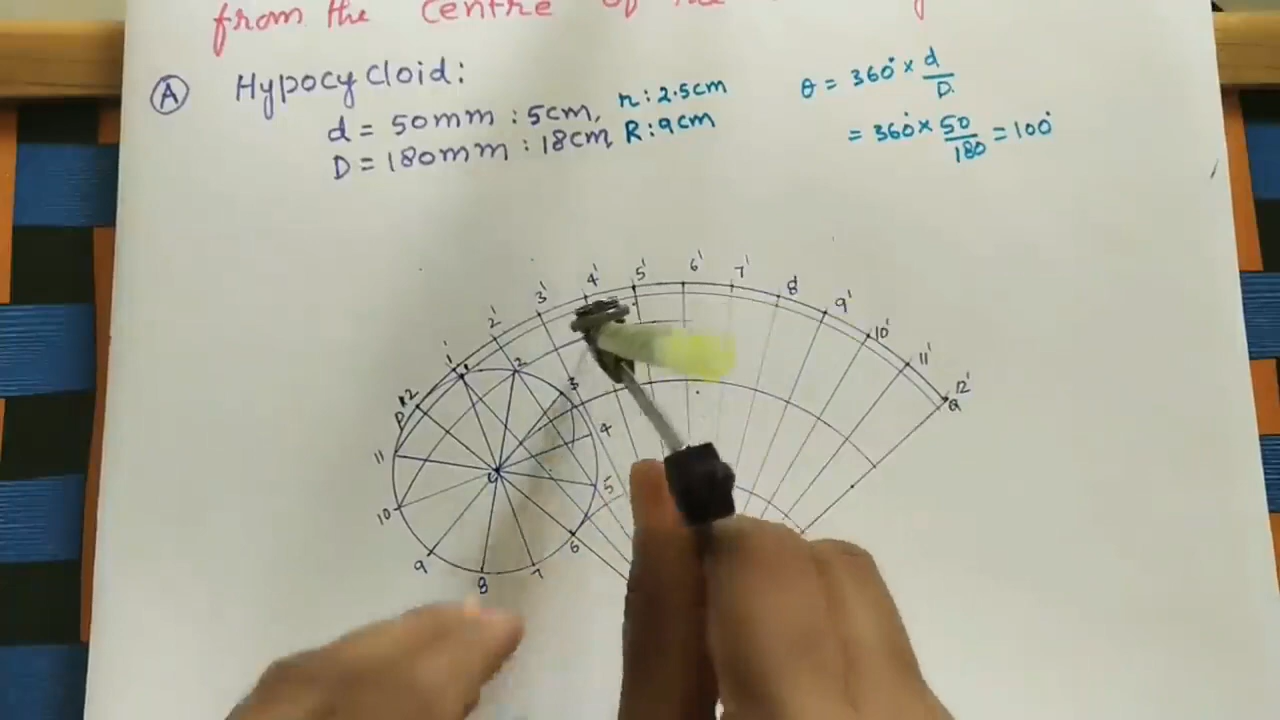 from the centre of
A Hypocycloid:
d = 50mm : 5cm, r : 2.5cm
D = 180mm : 18cm R : 9cm
θ = 360° × d/D
= 360° × 50/180 = 100°
1' 2' 3' 4' 5' 6' 7' 8' 9' 10' 11' 12'
P 12 1 2 3 4 5 6 7 8 9 10 11
C
Q